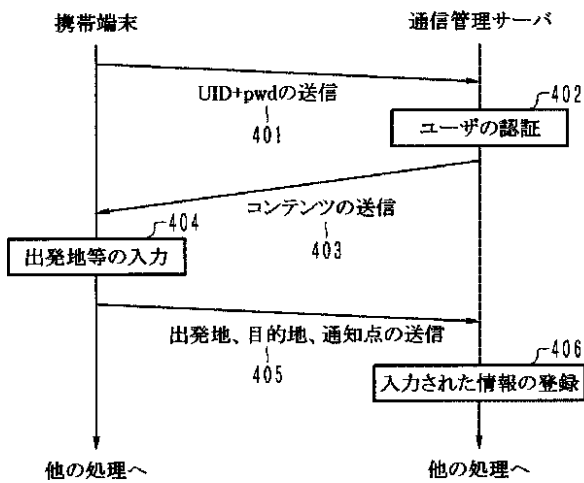 携帯端末
通信管理サーバ
UID+pwdの送信
401
402
ユーザの認証
コンテンツの送信
403
404
出発地等の入力
出発地、目的地、通知点の送信
405
406
入力された情報の登録
他の処理へ
他の処理へ